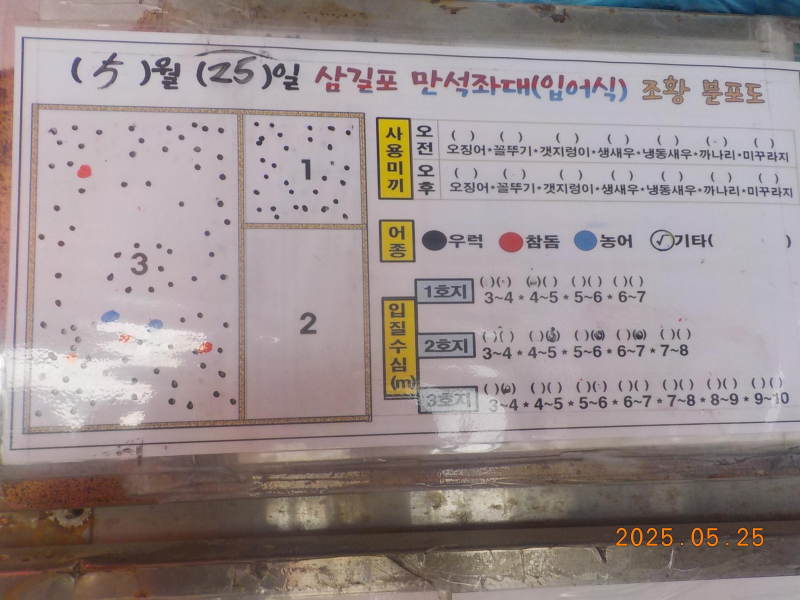 (5)월 (25)일 삼길포 만석좌대(입어식) 조황 분포도
1
3
2
사용미끼
오전
( ) ( ) ( ) ( ) ( ) ( ) ( )
오징어*꼴뚜기*갯지렁이*생새우*냉동새우*까나리*미꾸라지
오후
( ) ( ) ( ) ( ) ( ) ( ) ( )
오징어*꼴뚜기*갯지렁이*생새우*냉동새우*까나리*미꾸라지
어종
우럭 참돔 농어 √기타( )
입질수심(m)
1호지
( )( ) ( )( ) ( )( ) ( )( )
3~4 * 4~5 * 5~6 * 6~7
2호지
( )( ) ( )( ) ( )( ) ( )( ) ( )( )
3~4 * 4~5 * 5~6 * 6~7 * 7~8
3호지
( )( ) ( )( ) ( )( ) ( )( ) ( )( ) ( )( ) ( )( )
3~4 * 4~5 * 5~6 * 6~7 * 7~8 * 8~9 * 9~10
2025.05.25